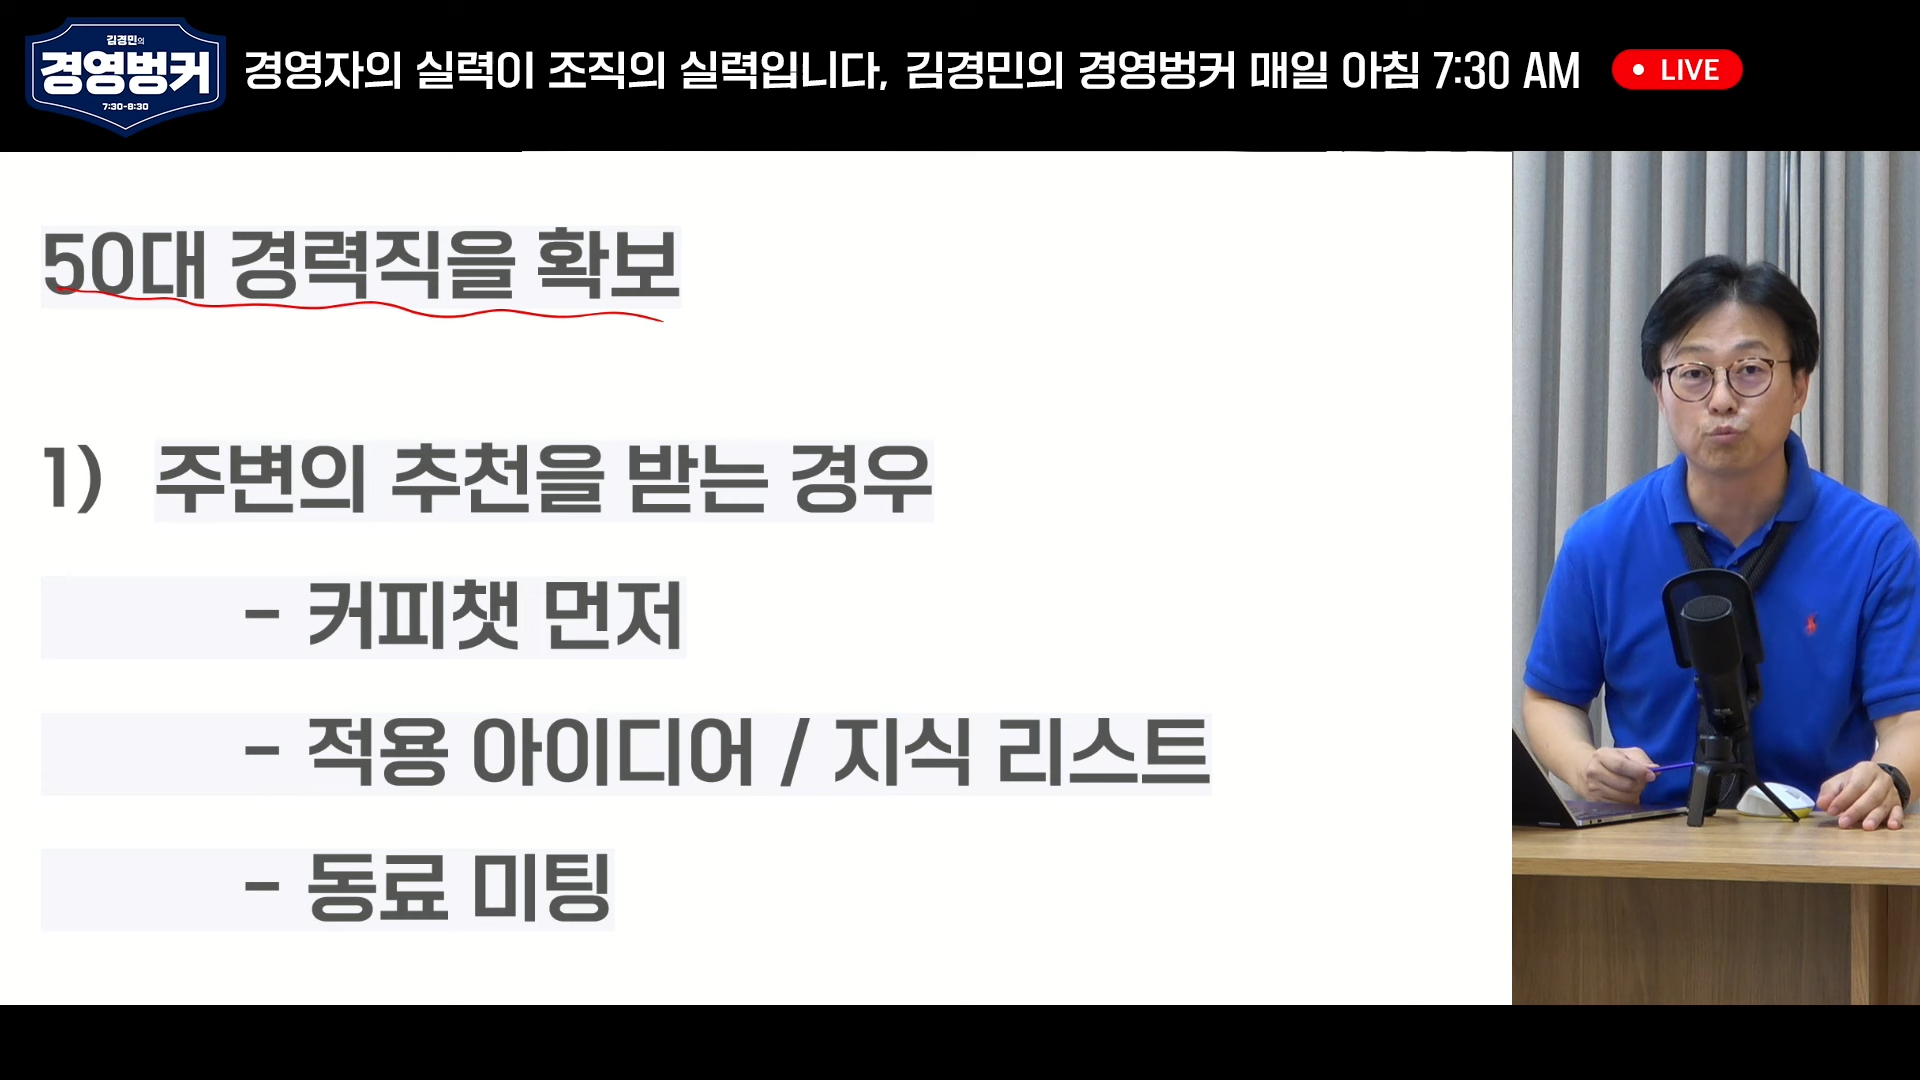 김경민의
경영벙커
7:30-8:30
경영자의 실력이 조직의 실력입니다, 김경민의 경영벙커 매일 아침 7:30 AM
LIVE
50대 경력직을 확보
1) 주변의 추천을 받는 경우
- 커피챗 먼저
- 적용 아이디어 / 지식 리스트
- 동료 미팅